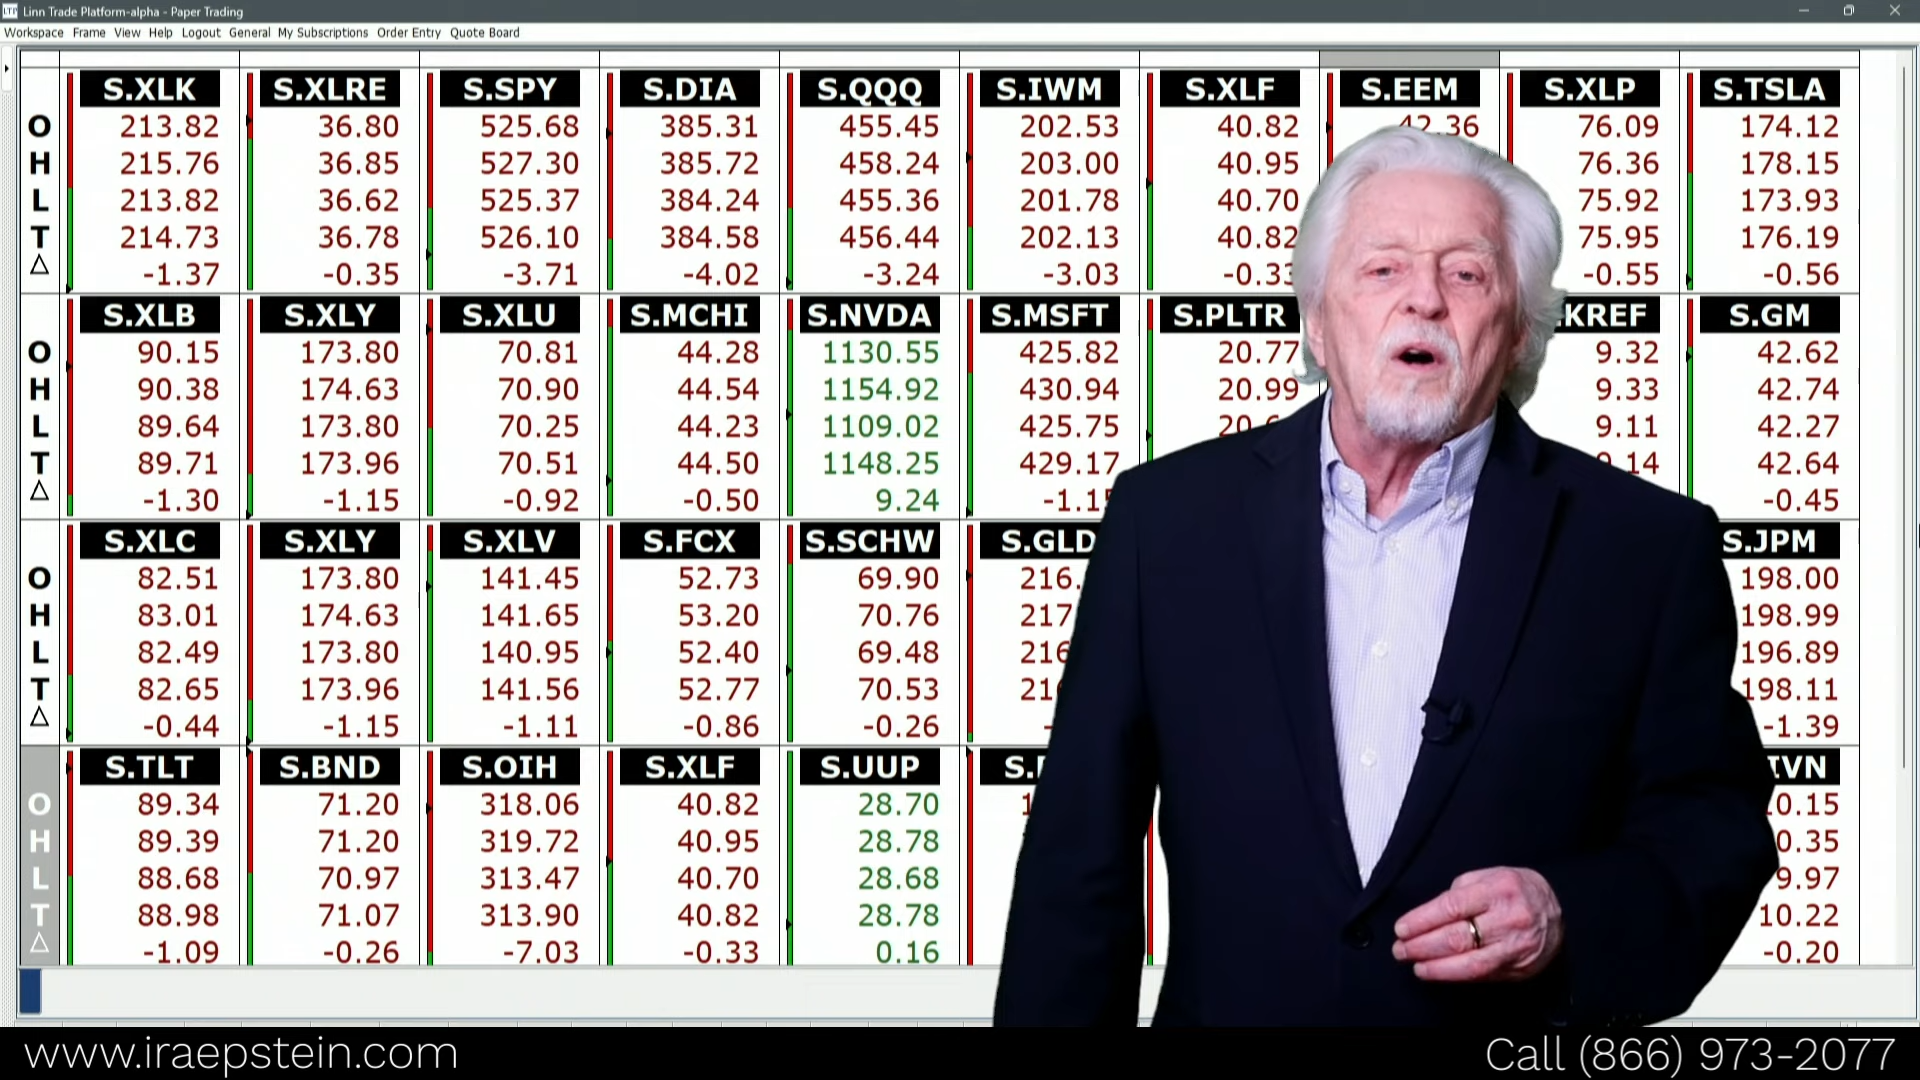 LTP Linn Trade Platform-alpha - Paper Trading
Workspace Frame View Help Logout General My Subscriptions Order Entry Quote Board
S.XLK S.XLRE S.SPY S.DIA S.QQQ S.IWM S.XLF S.EEM S.XLP S.TSLA
O 213.82 36.80 525.68 385.31 455.45 202.53 40.82 42.36 76.09 174.12
H 215.76 36.85 527.30 385.72 458.24 203.00 40.95 76.36 178.15
L 213.82 36.62 525.37 384.24 455.36 201.78 40.70 75.92 173.93
T 214.73 36.78 526.10 384.58 456.44 202.13 40.82 75.95 176.19
△ -1.37 -0.35 -3.71 -4.02 -3.24 -3.03 -0.33 -0.55 -0.56
S.XLB S.XLY S.XLU S.MCHI S.NVDA S.MSFT S.PLTR KREF S.GM
O 90.15 173.80 70.81 44.28 1130.55 425.82 20.77 9.32 42.62
H 90.38 174.63 70.90 44.54 1154.92 430.94 20.99 9.33 42.74
L 89.64 173.80 70.25 44.23 1109.02 425.75 9.11 42.27
T 89.71 173.96 70.51 44.50 1148.25 429.17 42.64
△ -1.30 -1.15 -0.92 -0.50 9.24 -0.45
S.XLC S.XLY S.XLV S.FCX S.SCHW S.GLD S.JPM
O 82.51 173.80 141.45 52.73 69.90 216. 198.00
H 83.01 174.63 141.65 53.20 70.76 217 198.99
L 82.49 173.80 140.95 52.40 69.48 216 196.89
T 82.65 173.96 141.56 52.77 70.53 198.11
△ -0.44 -1.15 -1.11 -0.86 -0.26 -1.39
S.TLT S.BND S.OIH S.XLF S.UUP IVN
O 89.34 71.20 318.06 40.82 28.70 0.15
H 89.39 71.20 319.72 40.95 28.78 0.35
L 88.68 70.97 313.47 40.70 28.68 9.97
T 88.98 71.07 313.90 40.82 28.78 10.22
△ -1.09 -0.26 -7.03 -0.33 0.16 -0.20
www.iraepstein.com Call (866) 973-2077